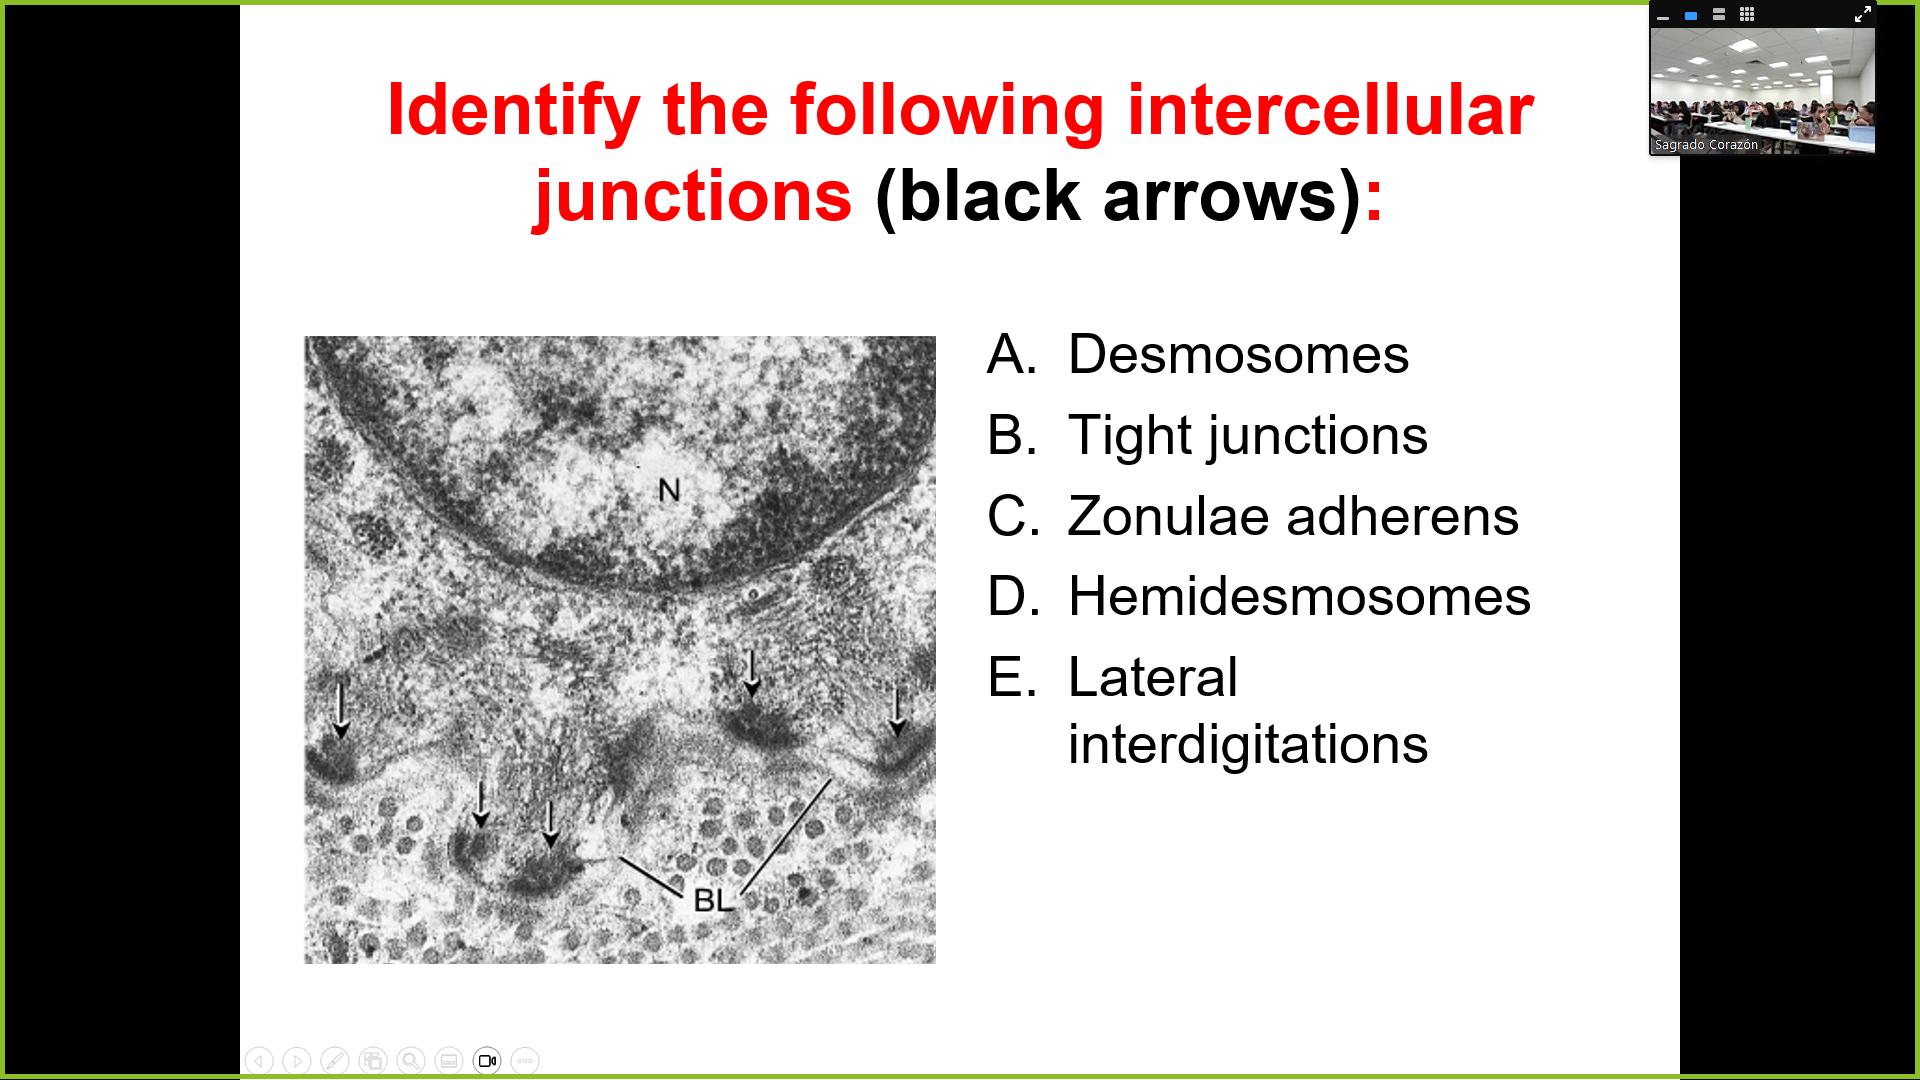 Identify the following intercellular
junctions (black arrows):
Sagrado Corazón
N
BL
A. Desmosomes
B. Tight junctions
C. Zonulae adherens
D. Hemidesmosomes
E. Lateral
interdigitations